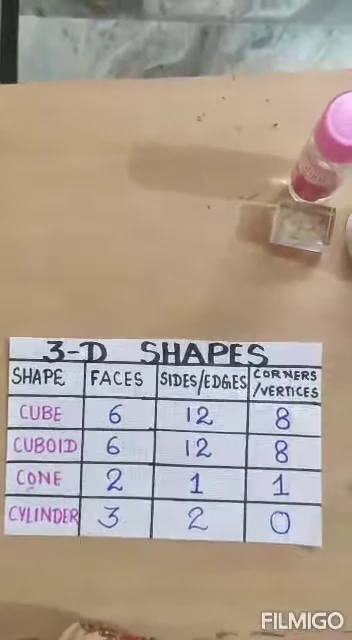 3-D SHAPES
SHAPE FACES SIDES/EDGES CORNERS/VERTICES
CUBE 6 12 8
CUBOID 6 12 8
CONE 2 1 1
CYLINDER 3 2 0
FILMIGO